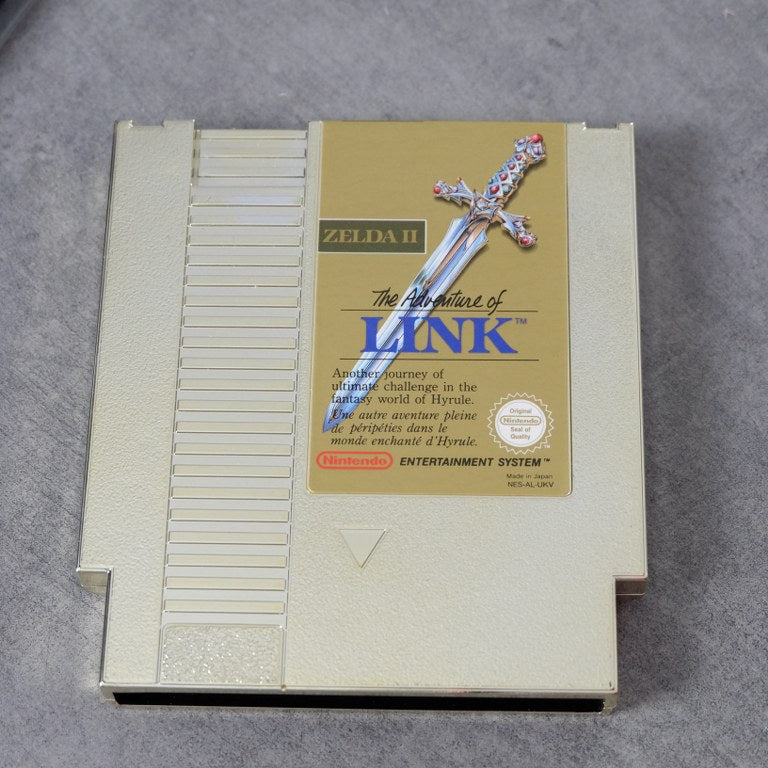 ZELDA II
The Adventure of
LINK™
Another journey of
ultimate challenge in the
fantasy world of Hyrule.
Une autre aventure pleine
de péripéties dans le
monde enchanté d'Hyrule.
Original
Nintendo
Seal of
Quality
Nintendo ENTERTAINMENT SYSTEM™
Made in Japan
NES-AL-UKV